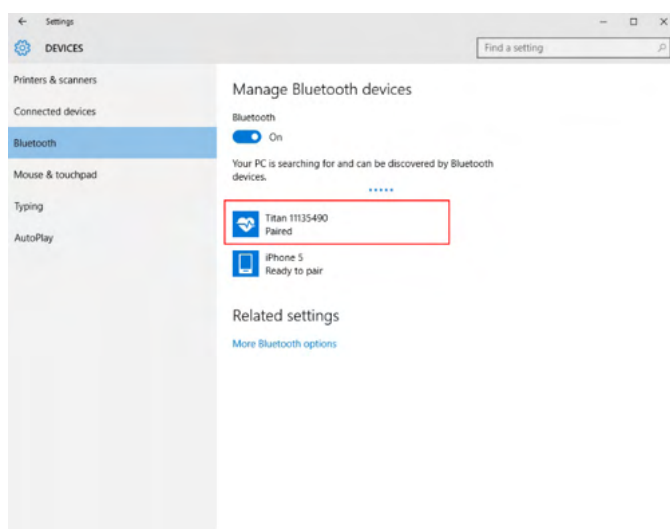 Settings
DEVICES
Find a setting
Printers & scanners
Connected devices
Bluetooth
Mouse & touchpad
Typing
AutoPlay
Manage Bluetooth devices
Bluetooth
On
Your PC is searching for and can be discovered by Bluetooth
devices.
Titan 11135490
Paired
iPhone 5
Ready to pair
Related settings
More Bluetooth options